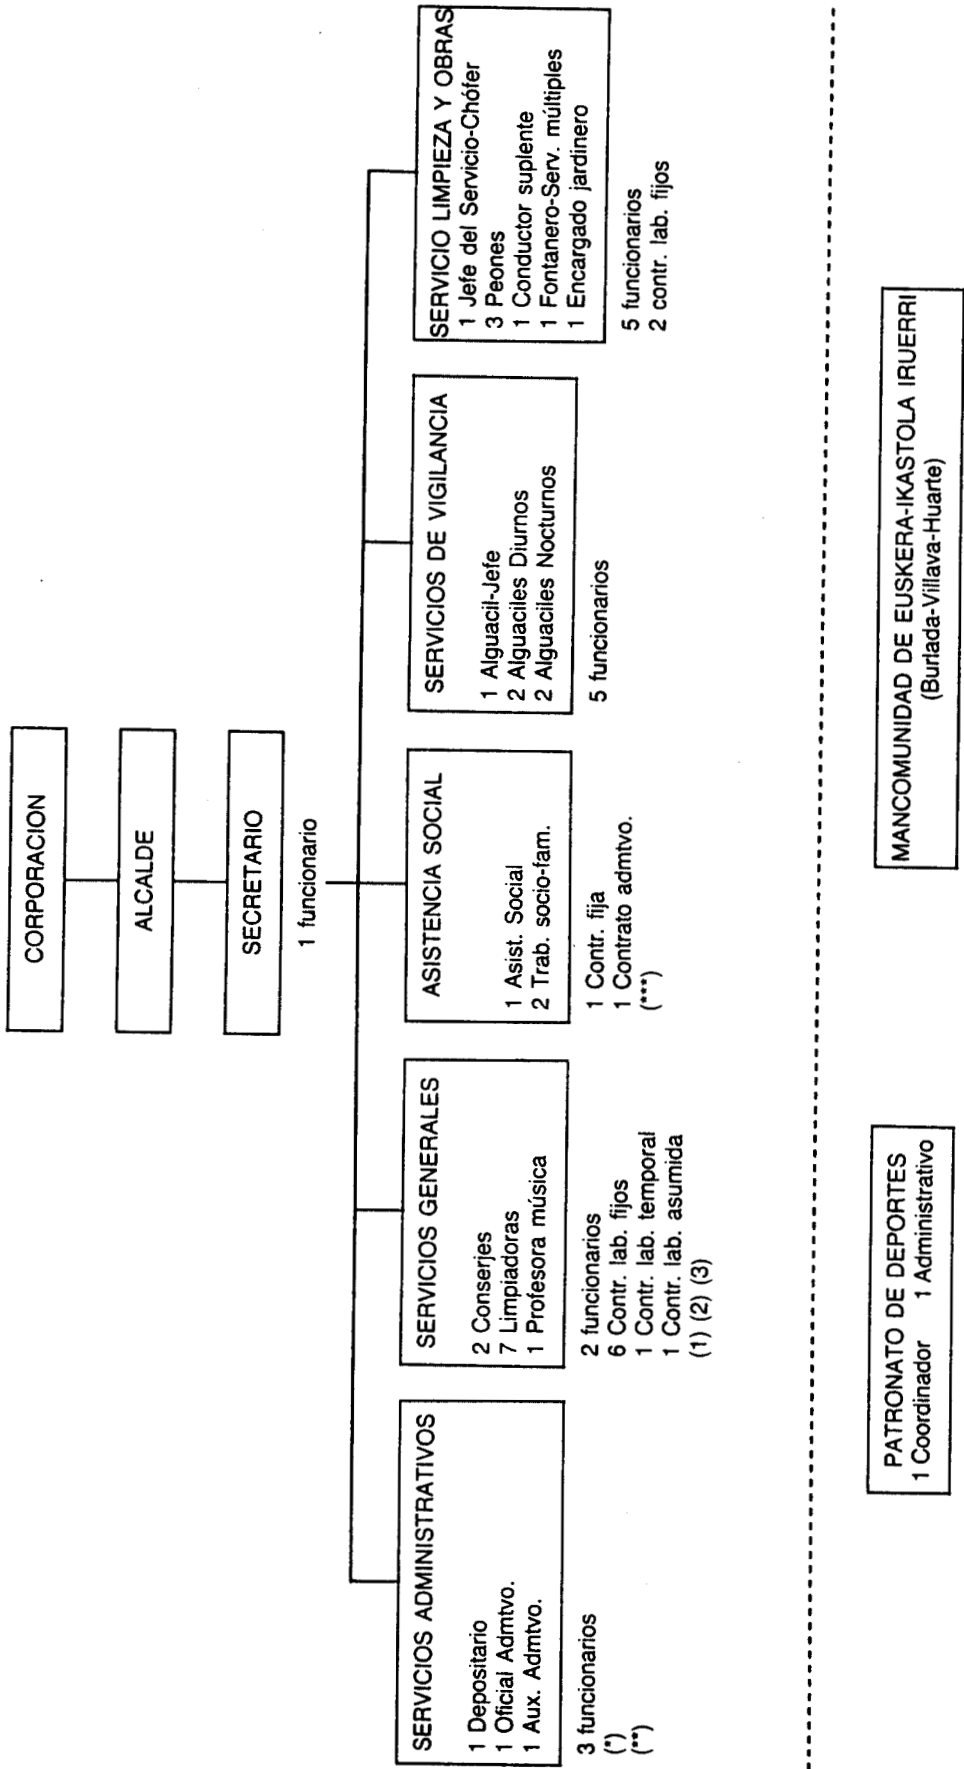 CORPORACION
ALCALDE
SECRETARIO
1 funcionario
SERVICIOS ADMINISTRATIVOS
1 Depositario
1 Oficial Admtvo.
1 Aux. Admtvo.
3 funcionarios
(*)
(**)
SERVICIOS GENERALES
2 Conserjes
7 Limpiadoras
1 Profesora música
2 funcionarios
6 Contr. lab. fijos
1 Contr. lab. temporal
1 Contr. lab. asumida
(1) (2) (3)
ASISTENCIA SOCIAL
1 Asist. Social
2 Trab. socio-fam.
1 Contr. fija
1 Contrato admtvo.
(***)
SERVICIOS DE VIGILANCIA
1 Alguacil-Jefe
2 Alguaciles Diurnos
2 Alguaciles Nocturnos
5 funcionarios
SERVICIO LIMPIEZA Y OBRAS
1 Jefe del Servicio-Chófer
3 Peones
1 Conductor suplente
1 Fontanero-Serv. múltiples
1 Encargado jardinero
5 funcionarios
2 contr. lab. fijos
PATRONATO DE DEPORTES
1 Coordinador 1 Administrativo
MANCOMUNIDAD DE EUSKERA-IKASTOLA IRUERRI
(Burlada-Villava-Huarte)